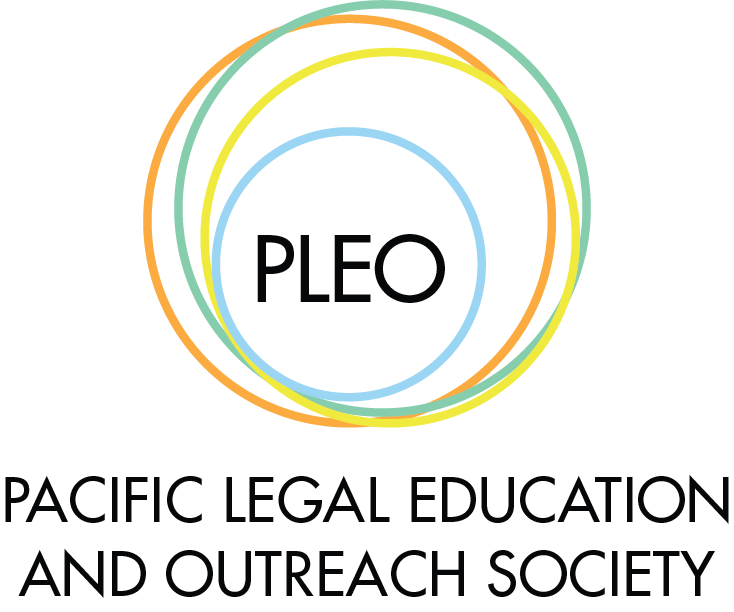 PLEO
PACIFIC LEGAL EDUCATION
AND OUTREACH SOCIETY